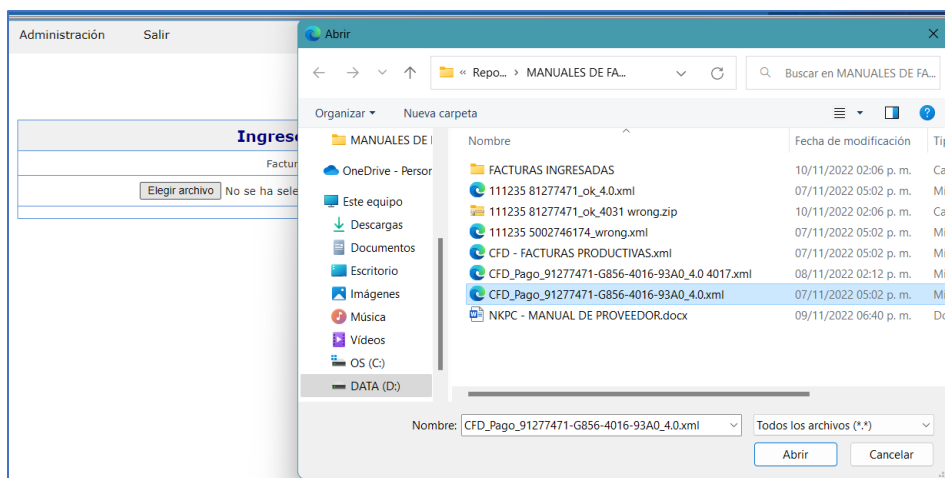 Administración Salir
Abrir
« Repo... › MANUALES DE FA...
Buscar en MANUALES DE FA...
Organizar Nueva carpeta
Ingres
Factur
Elegir archivo No se ha sele
MANUALES DE
OneDrive - Person
Este equipo
Descargas
Documentos
Escritorio
Imágenes
Música
Vídeos
OS (C:)
DATA (D:)
Nombre Fecha de modificación Tip
FACTURAS INGRESADAS 10/11/2022 02:06 p. m. Ca
111235 81277471_ok_4.0.xml 07/11/2022 05:02 p. m. Mi
111235 81277471_ok_4031 wrong.zip 10/11/2022 02:06 p. m. Ca
111235 5002746174_wrong.xml 07/11/2022 05:02 p. m. Mi
CFD - FACTURAS PRODUCTIVAS.xml 07/11/2022 05:02 p. m. Mi
CFD_Pago_91277471-G856-4016-93A0_4.0 4017.xml 08/11/2022 02:12 p. m. Mi
CFD_Pago_91277471-G856-4016-93A0_4.0.xml 07/11/2022 05:02 p. m. Mi
NKPC - MANUAL DE PROVEEDOR.docx 09/11/2022 06:40 p. m. Do
Nombre: CFD_Pago_91277471-G856-4016-93A0_4.0.xml Todos los archivos (*.*)
Abrir Cancelar